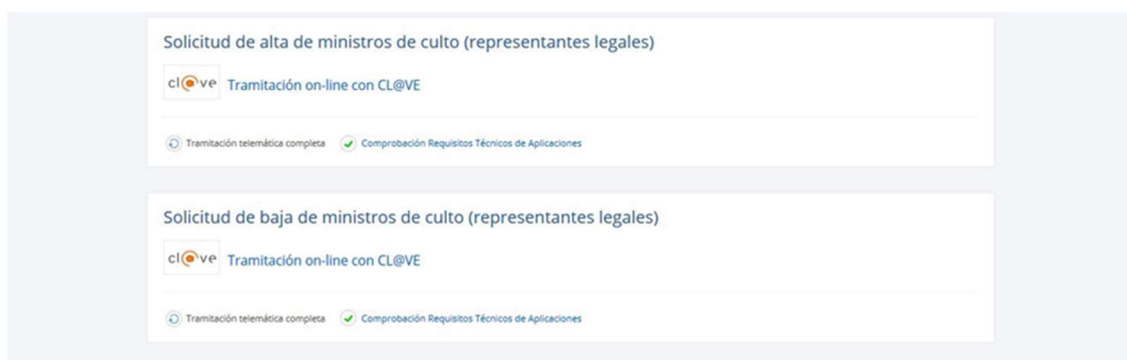 Solicitud de alta de ministros de culto (representantes legales)
cl@ve Tramitación on-line con CL@VE
Tramitación telemática completa Comprobación Requisitos Técnicos de Aplicaciones
Solicitud de baja de ministros de culto (representantes legales)
cl@ve Tramitación on-line con CL@VE
Tramitación telemática completa Comprobación Requisitos Técnicos de Aplicaciones